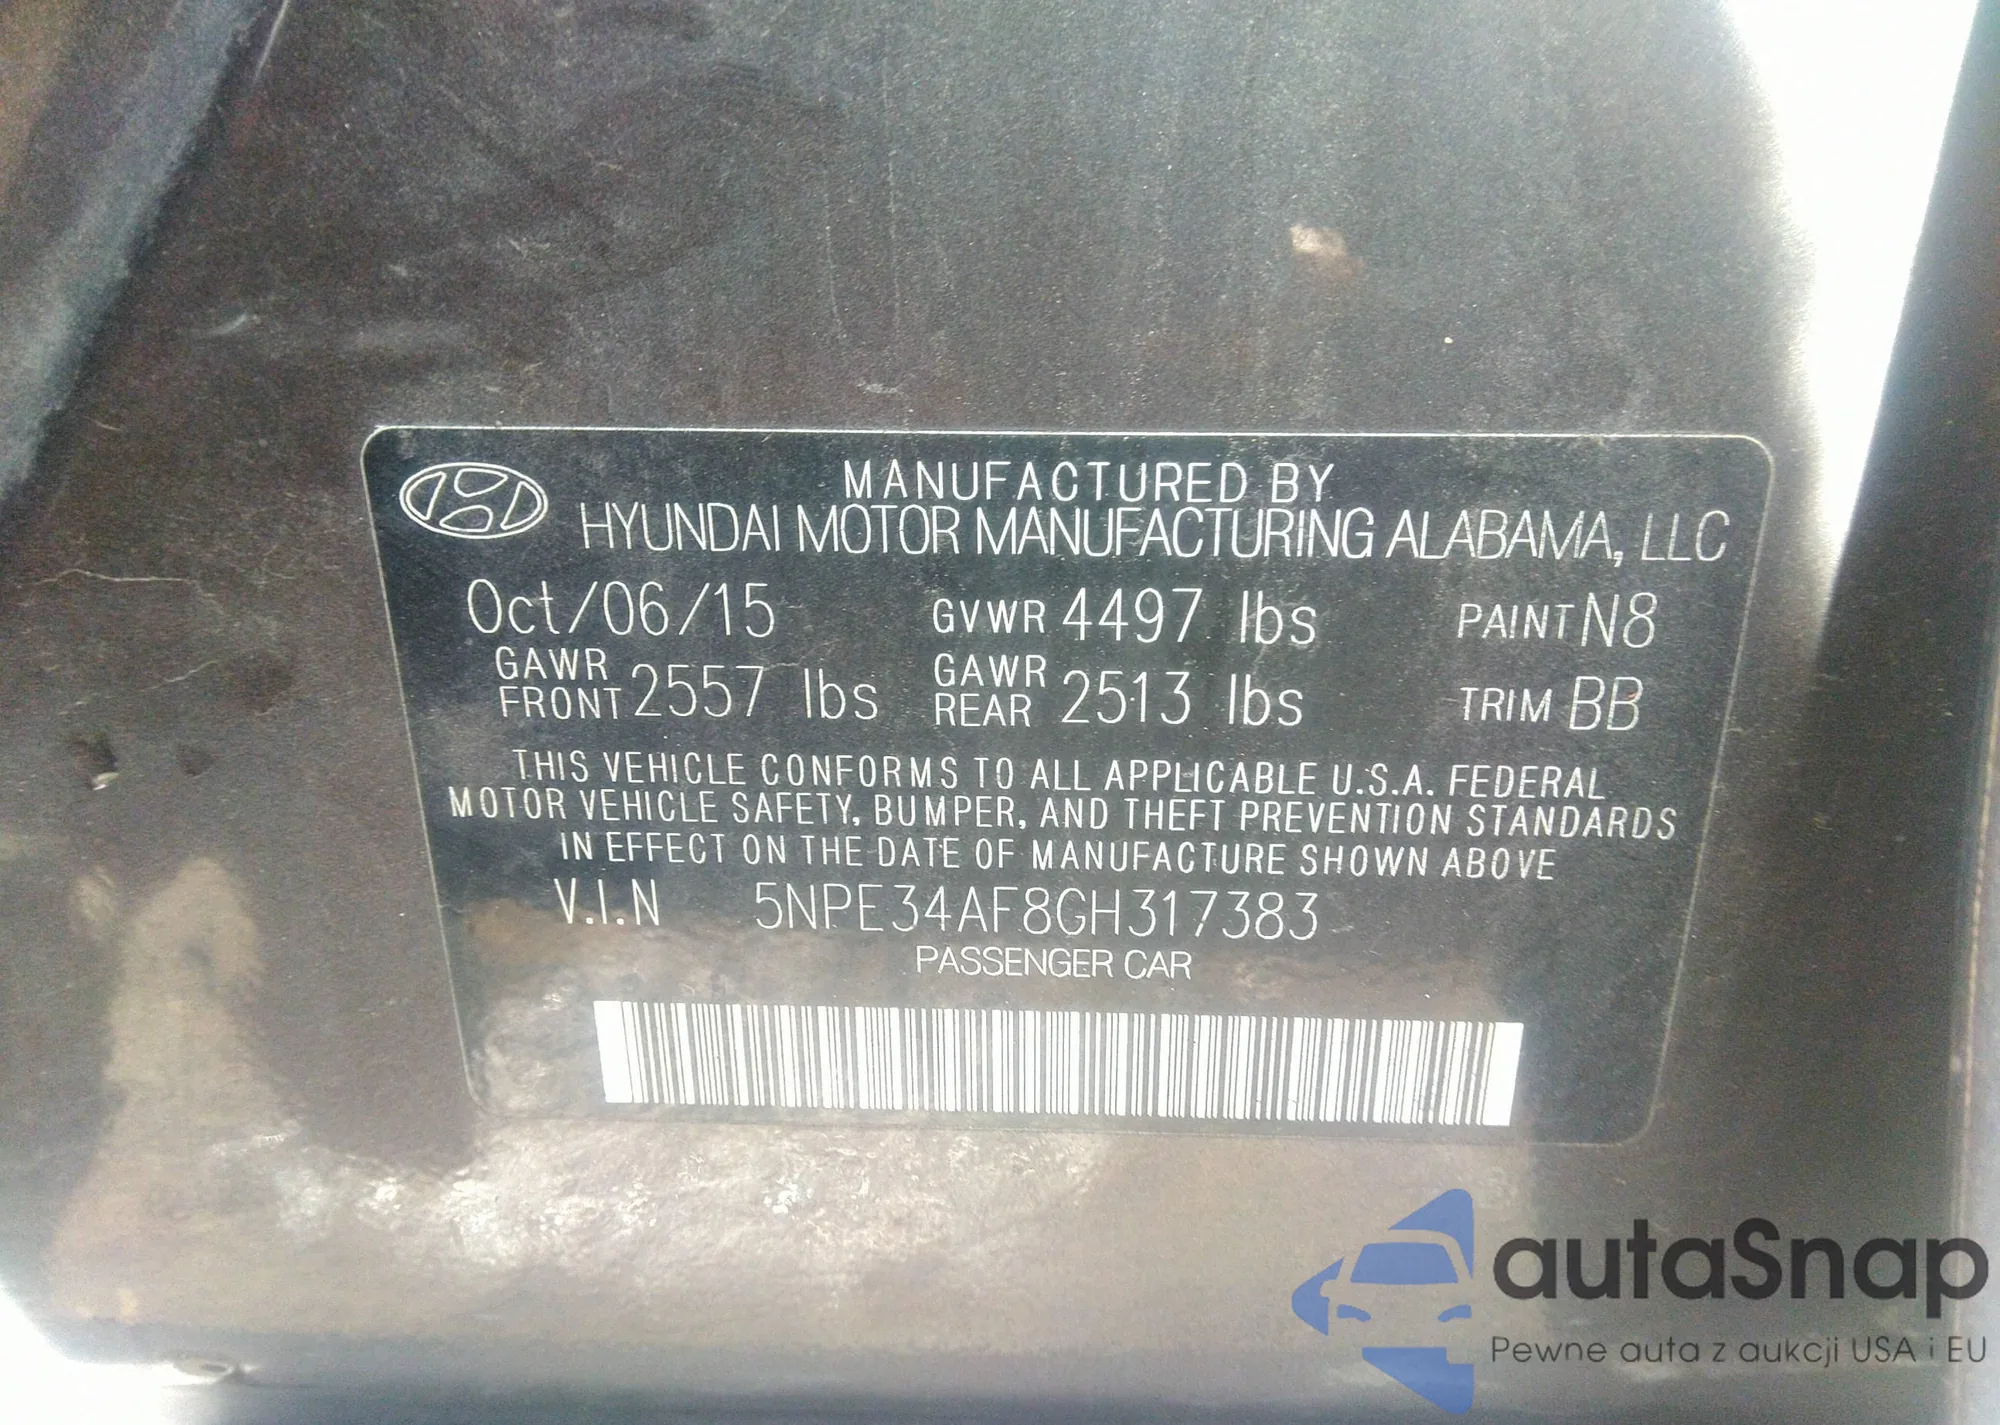 MANUFACTURED BY
HYUNDAI MOTOR MANUFACTURING ALABAMA, LLC
Oct/06/15 GVWR 4497 lbs PAINT N8
GAWR FRONT 2557 lbs GAWR REAR 2513 lbs TRIM BB
THIS VEHICLE CONFORMS TO ALL APPLICABLE U.S.A. FEDERAL
MOTOR VEHICLE SAFETY, BUMPER, AND THEFT PREVENTION STANDARDS
IN EFFECT ON THE DATE OF MANUFACTURE SHOWN ABOVE
V.I.N 5NPE34AF8GH317383
PASSENGER CAR
autaSnap
Pewne auta z aukcji USA i EU